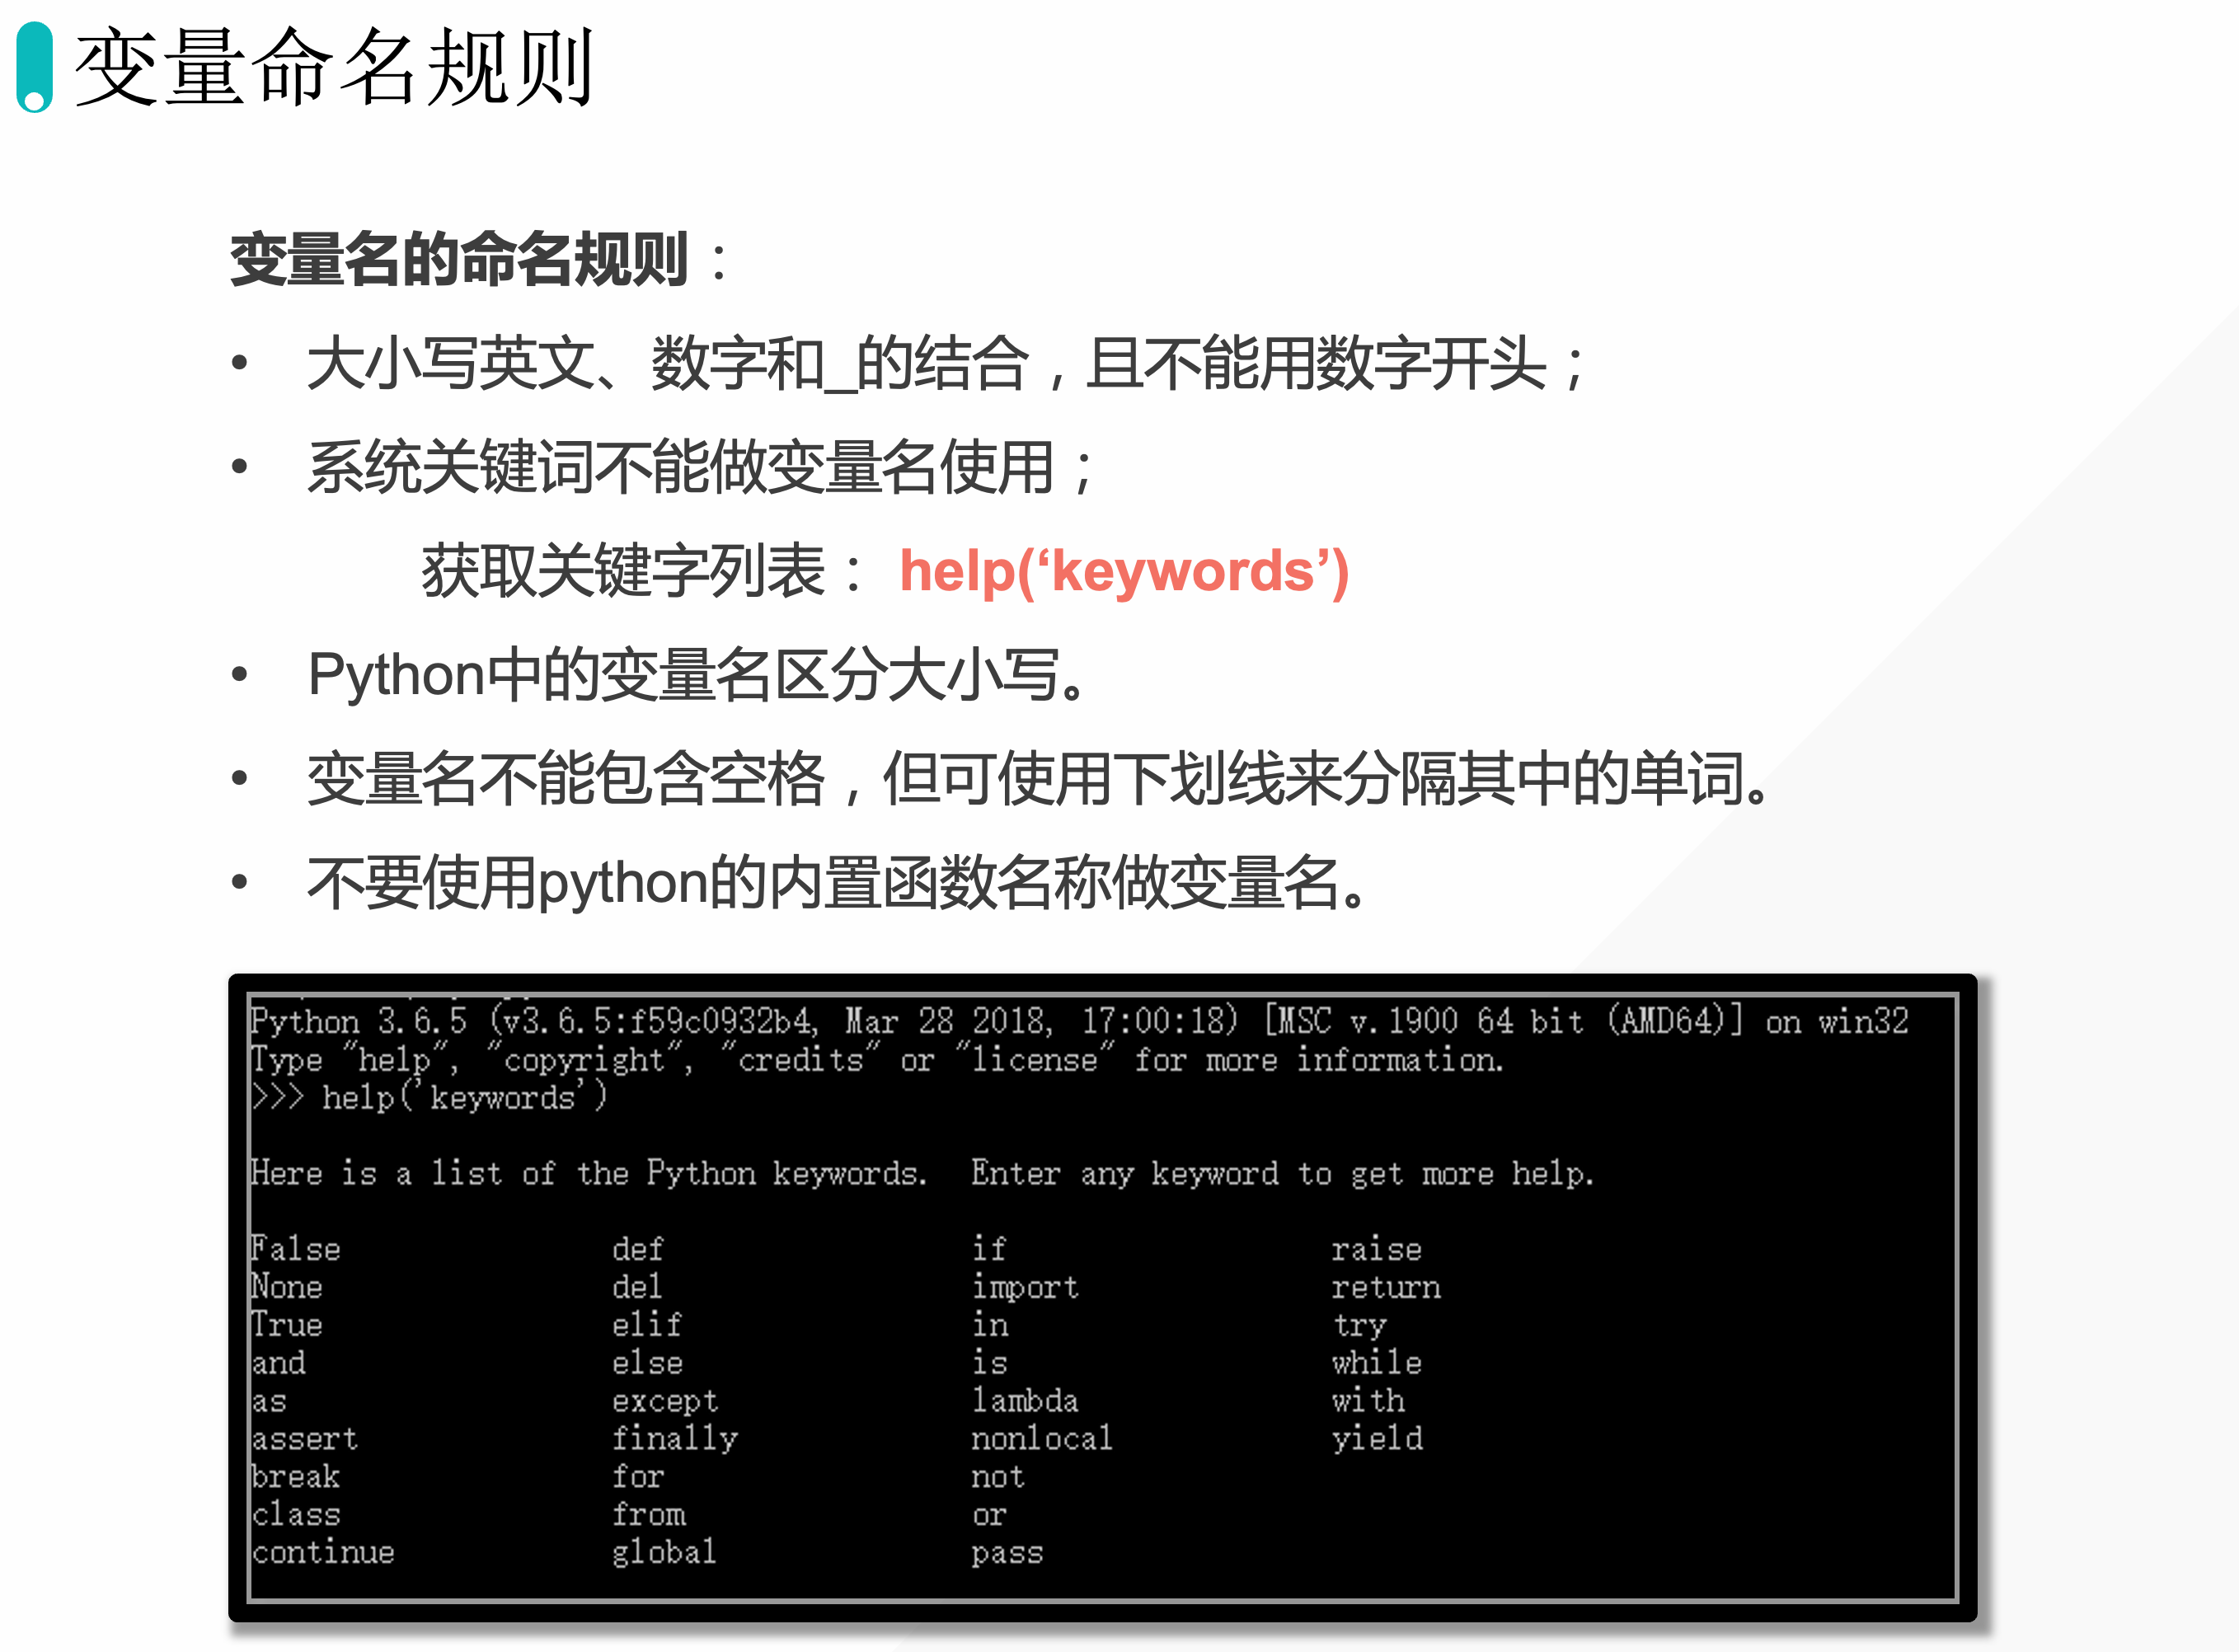 变量命名规则
变量名的命名规则：
• 大小写英文、数字和_的结合，且不能用数字开头；
• 系统关键词不能做变量名使用；
获取关键字列表： help(‘keywords’)
• Python中的变量名区分大小写。
• 变量名不能包含空格，但可使用下划线来分隔其中的单词。
• 不要使用python的内置函数名称做变量名。
Python 3.6.5 (v3.6.5:f59c0932b4, Mar 28 2018, 17:00:18) [MSC v.1900 64 bit (AMD64)] on win32
Type "help", "copyright", "credits" or "license" for more information.
>>> help('keywords')
Here is a list of the Python keywords.  Enter any keyword to get more help.
False def if raise
None del import return
True elif in try
and else is while
as except lambda with
assert finally nonlocal yield
break for not
class from or
continue global pass